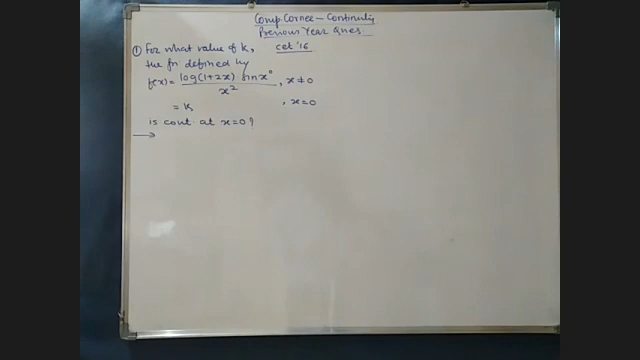 Comp. Corner - Continuity
Previous Year Ques.
① For what value of k, cet '16
the fn defined by
f(x) = log(1+2x) sin x° / x² , x ≠ 0
= k , x = 0
is cont at x=0?
→